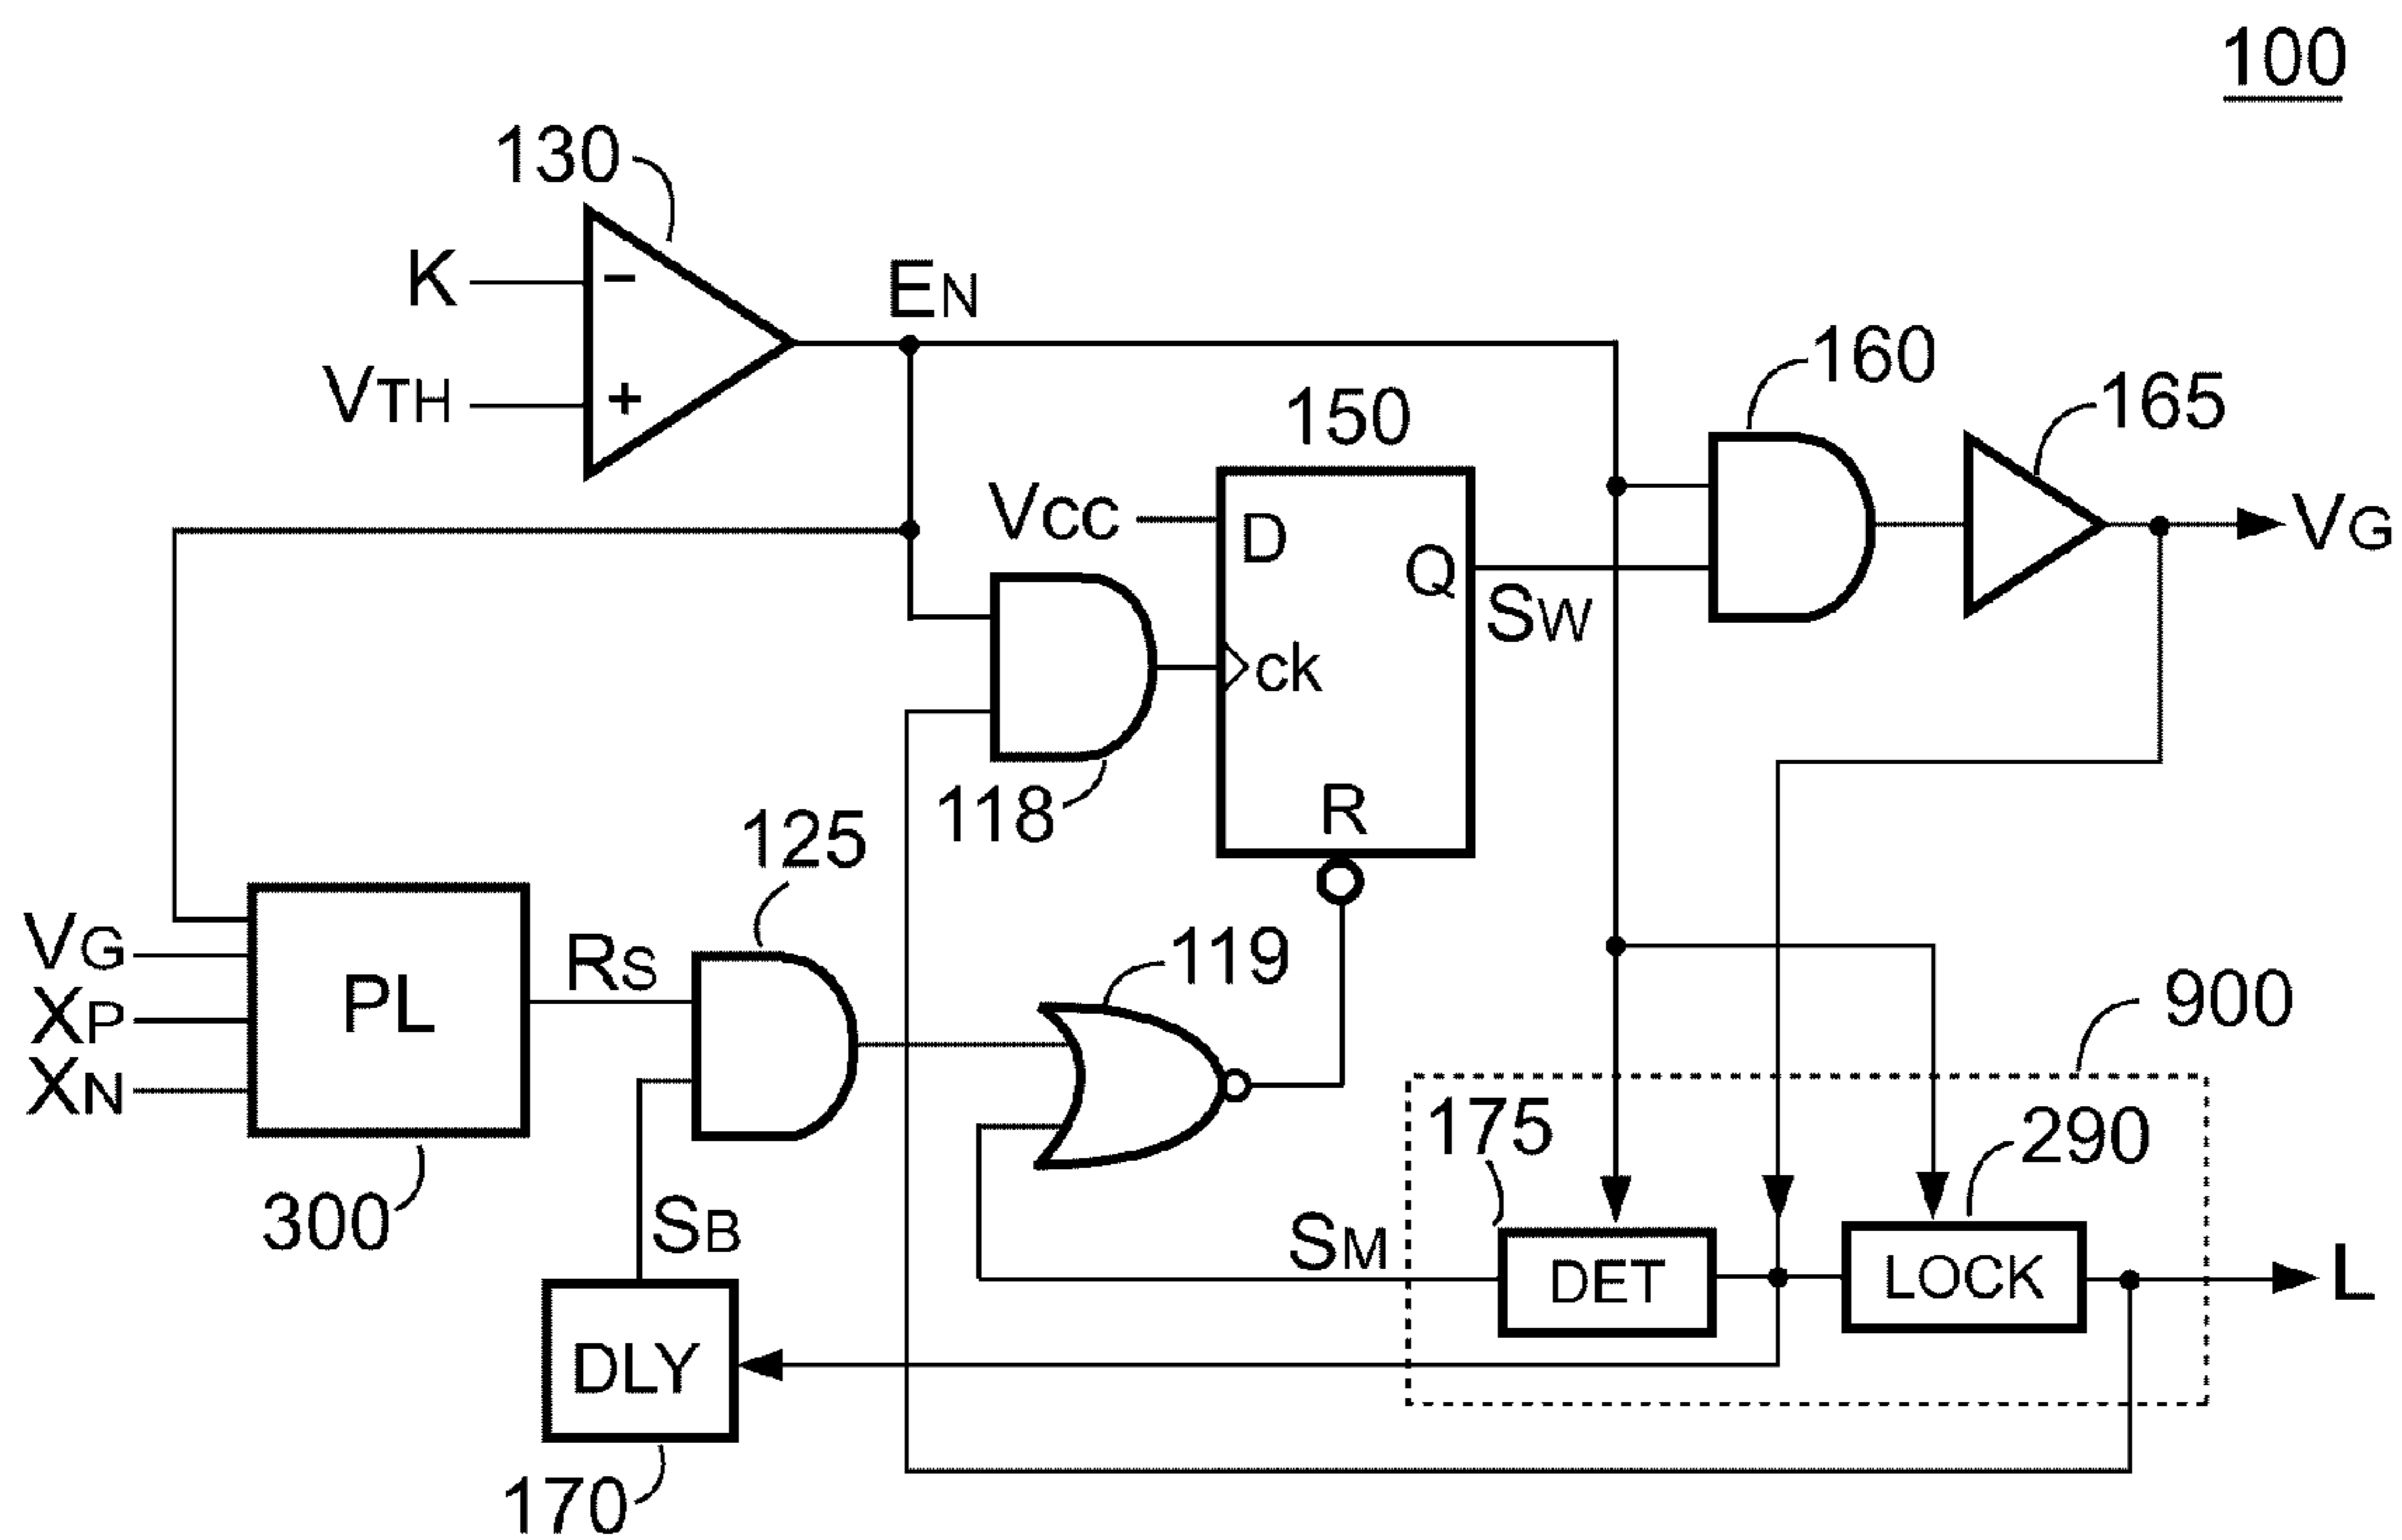 100
130
K
−
EN
VTH
+
160
165
150
VCC
D
Q
SW
VG
ck
118
R
125
119
VG
XP
XN
PL
RS
900
175
290
300
SB
SM
DET
LOCK
L
DLY
170